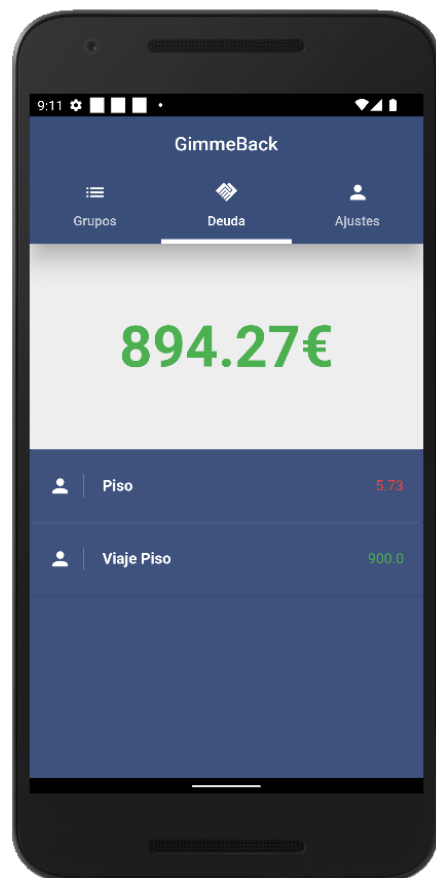 9:11
GimmeBack
Grupos Deuda Ajustes
894.27€
Piso 5.73
Viaje Piso 900.0